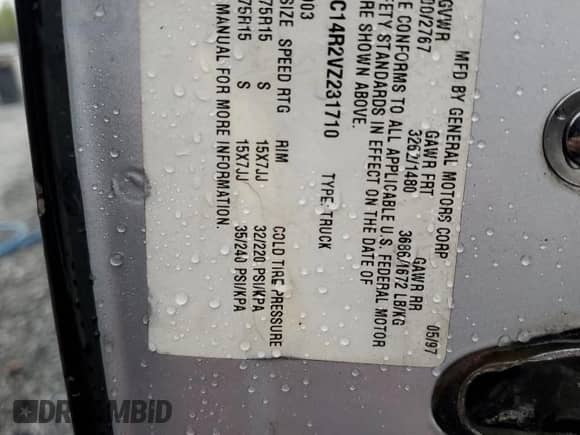 MFD BY GENERAL MOTORS CORP 05/97
GVWR GAWR FRT GAWR RR
00/2767 3262/1480 3686/1672 LB/KG
E CONFORMS TO ALL APPLICABLE U.S. FEDERAL MOTOR
FETY STANDARDS IN EFFECT ON THE DATE OF
RE SHOWN ABOVE.
C14R2VZ231710 TYPE: TRUCK
003
SIZE SPEED RTG RIM COLD TIRE PRESSURE
75R15 S 15X7JJ 32/220 PSI/KPA
75R15 S 15X7JJ 35/240 PSI/KPA
MANUAL FOR MORE INFORMATION.
DREAMBID